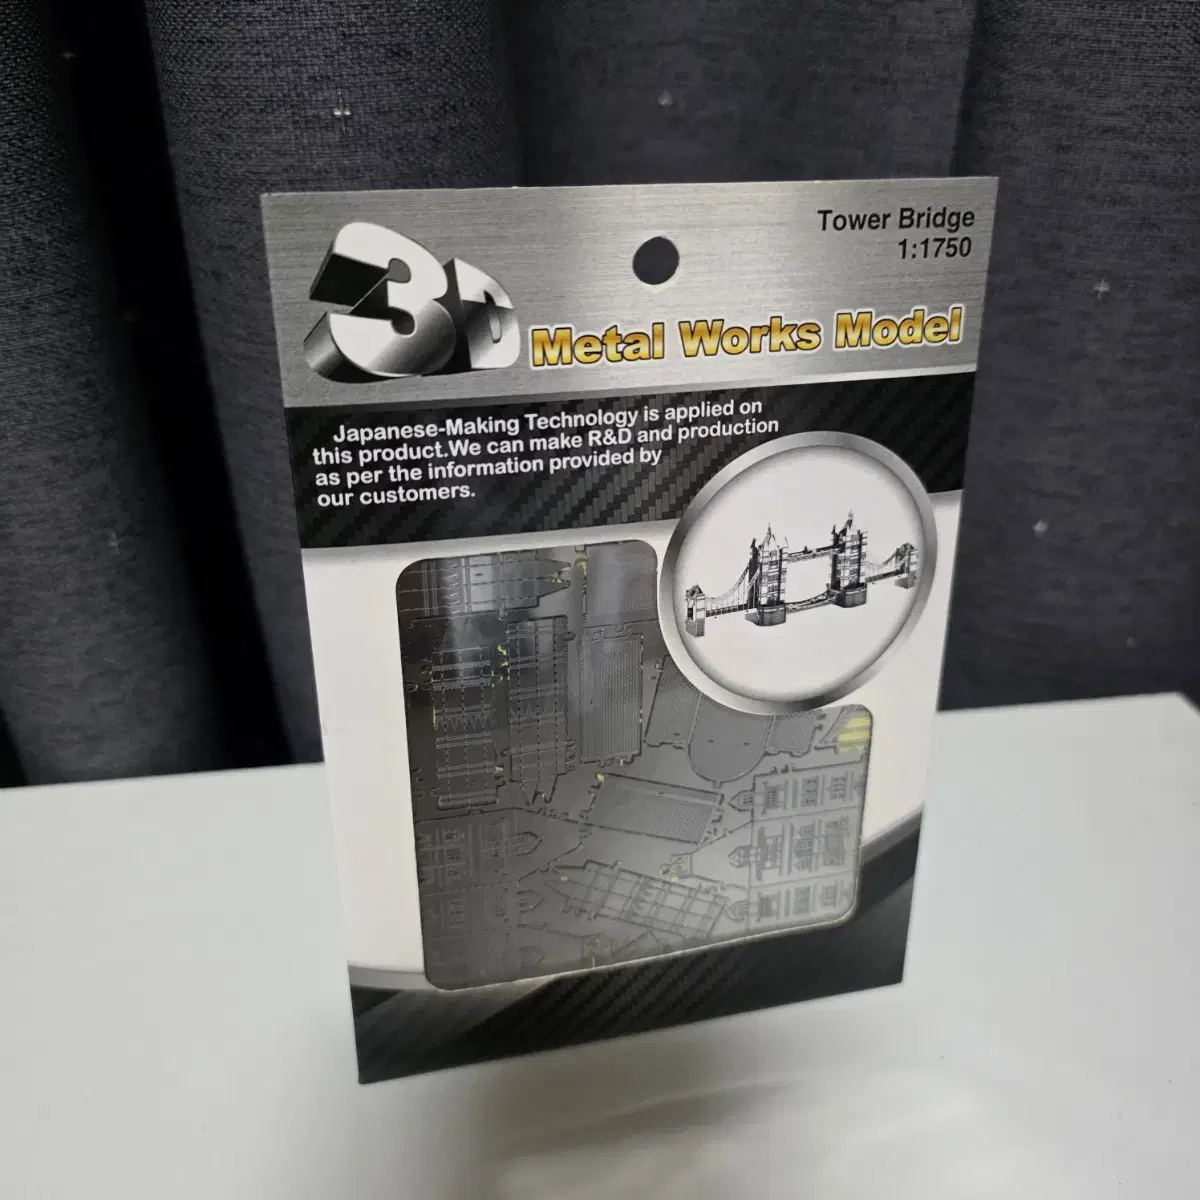 Tower Bridge
1:1750
3D Metal Works Model
Japanese-Making Technology is applied on
this product.We can make R&D and production
as per the information provided by
our customers.